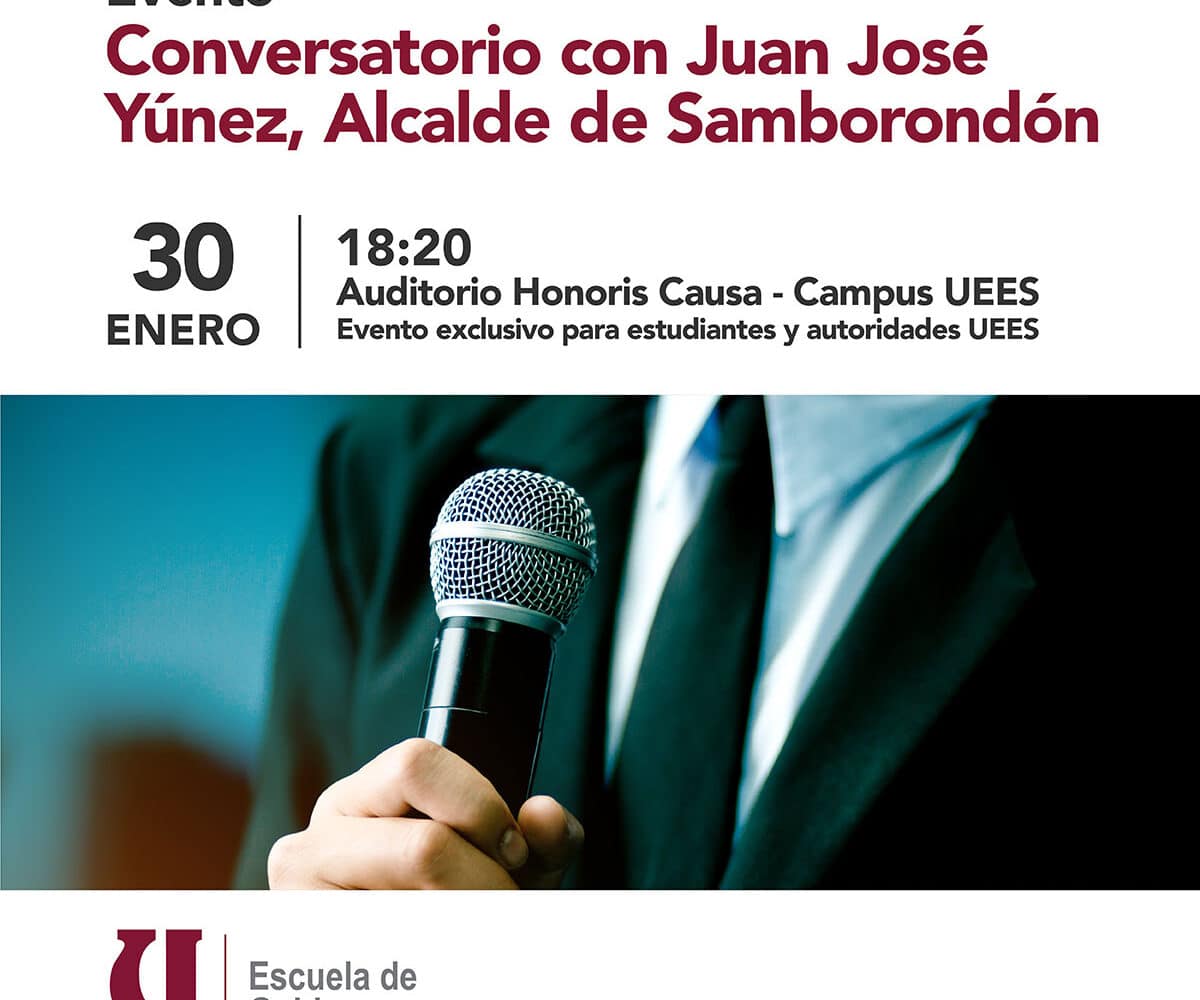 Evento
Conversatorio con Juan José
Yúnez, Alcalde de Samborondón
30
ENERO
18:20
Auditorio Honoris Causa - Campus UEES
Evento exclusivo para estudiantes y autoridades UEES
Escuela de